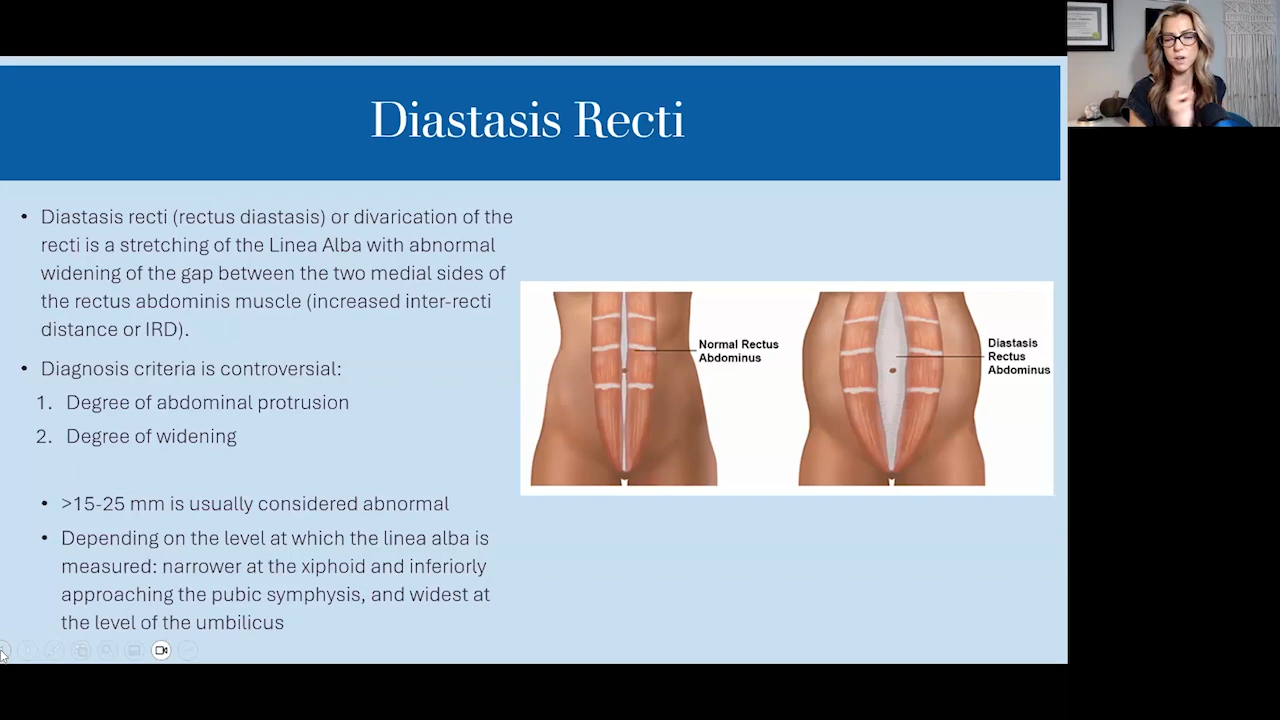 Diastasis Recti
• Diastasis recti (rectus diastasis) or divarication of the
recti is a stretching of the Linea Alba with abnormal
widening of the gap between the two medial sides of
the rectus abdominis muscle (increased inter-recti
distance or IRD).
• Diagnosis criteria is controversial:
1. Degree of abdominal protrusion
2. Degree of widening
• >15-25 mm is usually considered abnormal
• Depending on the level at which the linea alba is
measured: narrower at the xiphoid and inferiorly
approaching the pubic symphysis, and widest at
the level of the umbilicus
Normal Rectus
Abdominus
Diastasis
Rectus
Abdominus